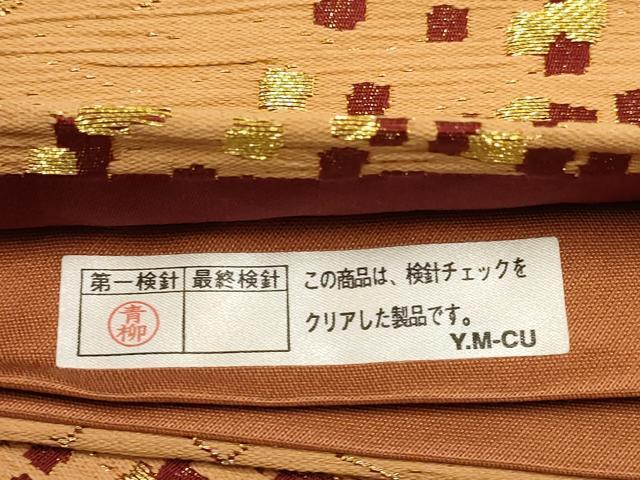 第一検針 最終検針
青柳
この商品は、検針チェックを
クリアした製品です。
Y.M-CU